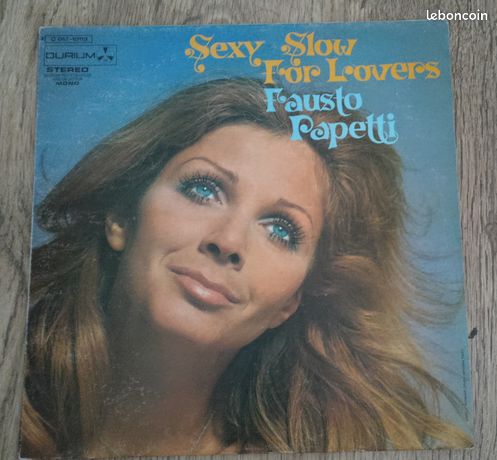 leboncoin
DURIUM
STEREO
MONO
Sexy Slow
For Lovers
Fausto
Papetti